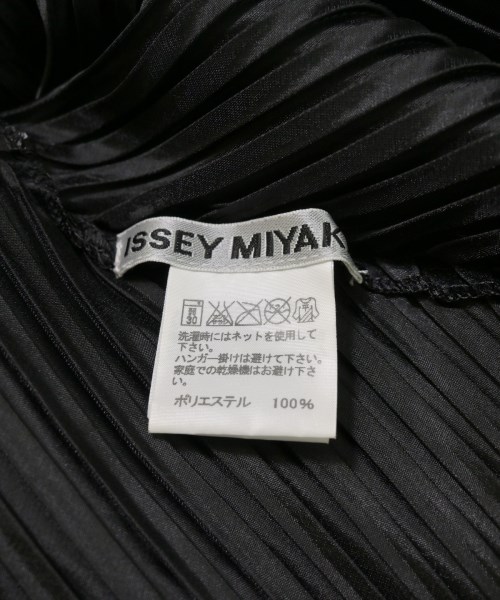 ISSEY MIYAK
洗濯時にはネットを使用して
下さい。
ハンガー掛けは避けて下さい。
家庭での乾燥機はお避け下
さい。
ポリエステル 100%